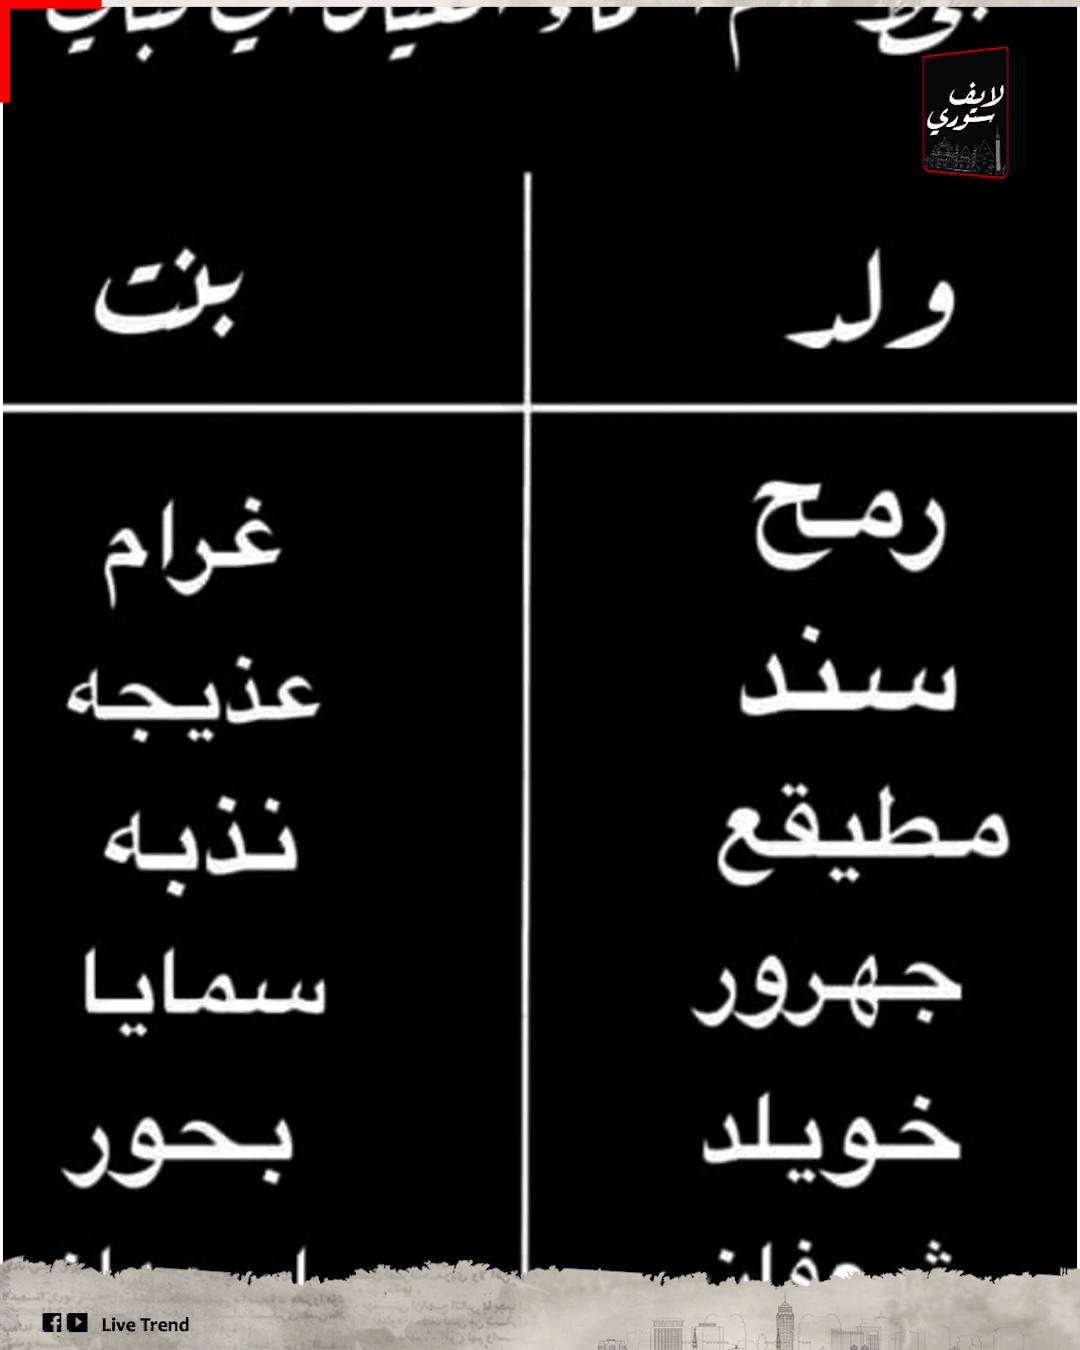 لايف
ستوري
ولد
بنت
رمح
غرام
سند
عذيجه
مطيقع
نذبه
جهرور
سمايا
خويلد
بحور
Live Trend